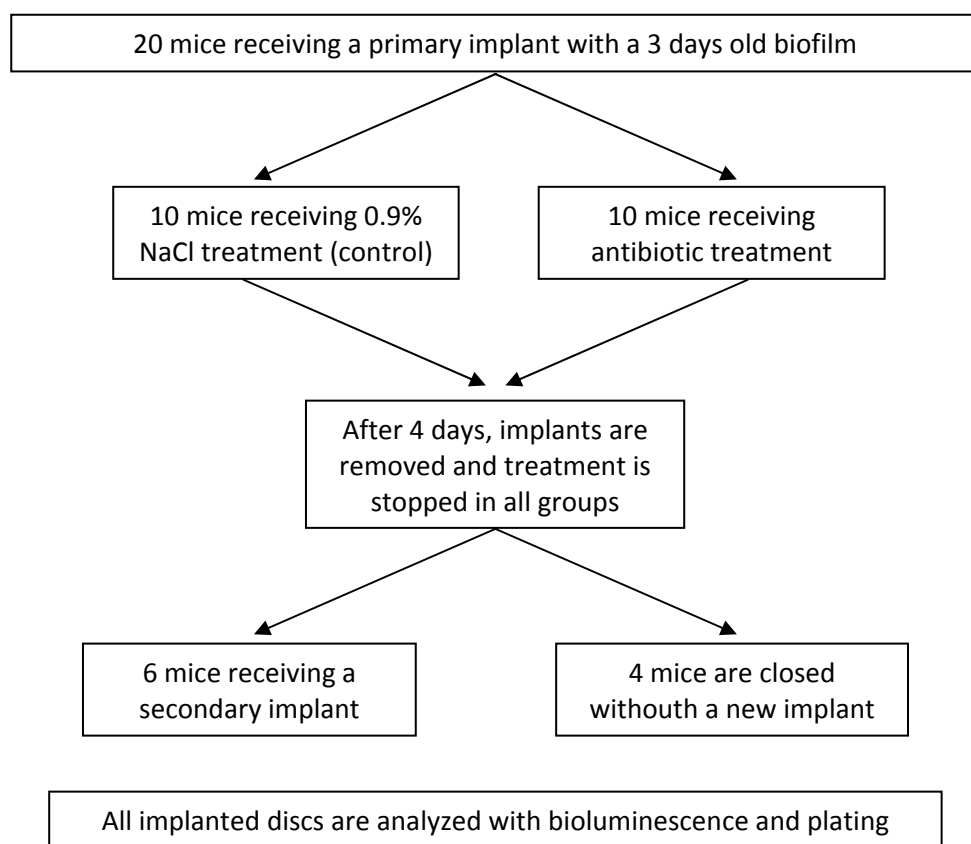 20 mice receiving a primary implant with a 3 days old biofilm
10 mice receiving 0.9%
NaCl treatment (control)
10 mice receiving
antibiotic treatment
After 4 days, implants are
removed and treatment is
stopped in all groups
6 mice receiving a
secondary implant
4 mice are closed
withouth a new implant
All implanted discs are analyzed with bioluminescence and plating